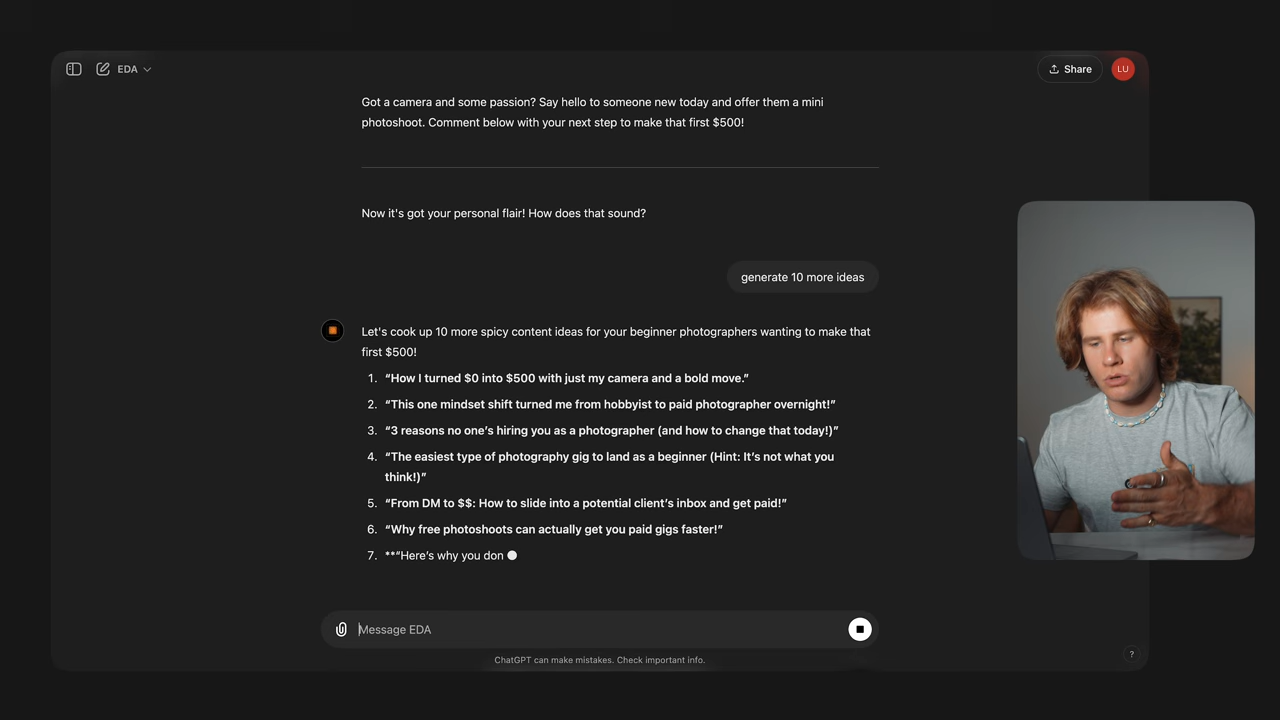 EDA
Share
LU
Got a camera and some passion? Say hello to someone new today and offer them a mini
photoshoot. Comment below with your next step to make that first $500!
Now it's got your personal flair! How does that sound?
generate 10 more ideas
Let's cook up 10 more spicy content ideas for your beginner photographers wanting to make that
first $500!
1. “How I turned $0 into $500 with just my camera and a bold move.”
2. “This one mindset shift turned me from hobbyist to paid photographer overnight!”
3. “3 reasons no one’s hiring you as a photographer (and how to change that today!)”
4. “The easiest type of photography gig to land as a beginner (Hint: It’s not what you
think!)”
5. “From DM to $$: How to slide into a potential client’s inbox and get paid!”
6. “Why free photoshoots can actually get you paid gigs faster!”
7. **“Here’s why you don
Message EDA
ChatGPT can make mistakes. Check important info.
?